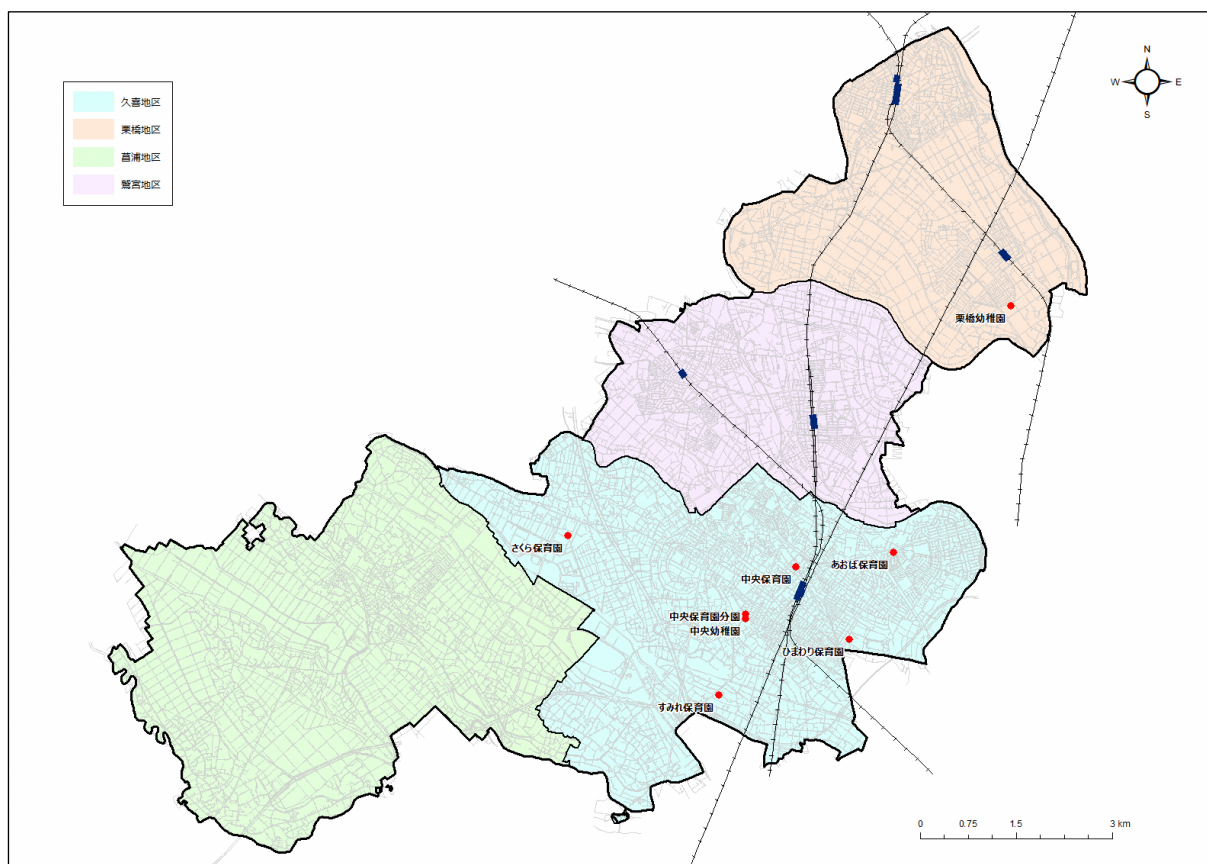 久喜地区
栗橋地区
菖蒲地区
鷲宮地区
N
W
E
S
栗橋幼稚園
さくら保育園
中央保育園
あおば保育園
中央保育園分園
中央幼稚園
ひまわり保育園
すみれ保育園
0 0.75 1.5 3 km